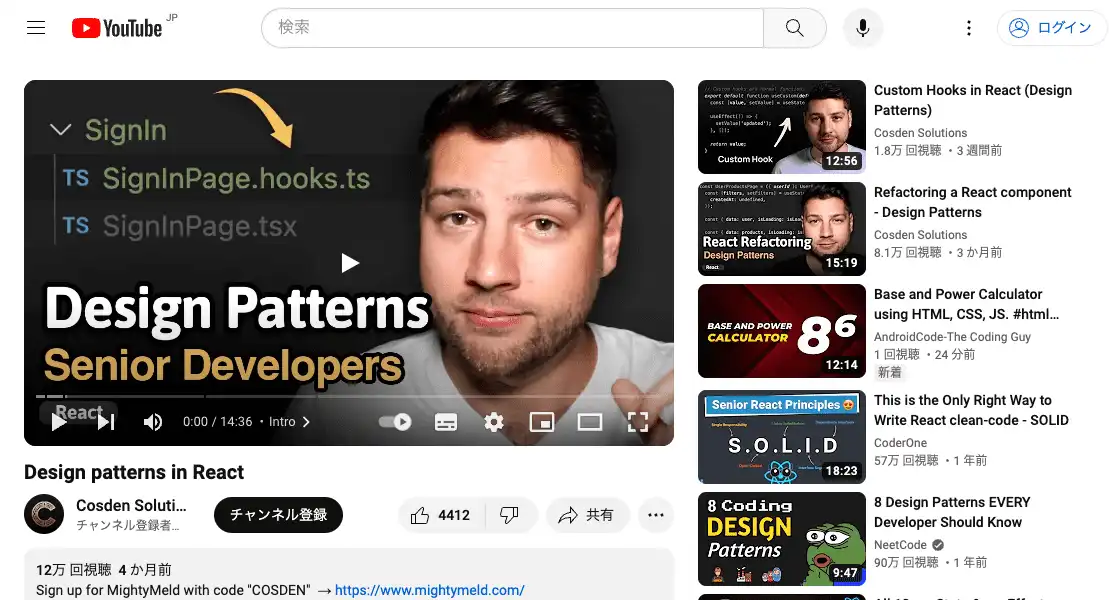 YouTube JP
検索
ログイン
SignIn
TS SignInPage.hooks.ts
TS SignInPage.tsx
Design Patterns
Senior Developers
React
0:00 / 14:36 • Intro
Design patterns in React
Cosden Soluti...
チャンネル登録者...
チャンネル登録
4412
共有
12万 回視聴 4 か月前
Sign up for MightyMeld with code "COSDEN" → https://www.mightymeld.com/
Custom Hook
12:56
Custom Hooks in React (Design
Patterns)
Cosden Solutions
1.8万 回視聴 • 3 週間前
React Refactoring
Design Patterns
React
15:19
Refactoring a React component
- Design Patterns
Cosden Solutions
8.1万 回視聴 • 3 か月前
BASE AND POWER
CALCULATOR
8⁶
12:14
Base and Power Calculator
using HTML, CSS, JS. #html...
AndroidCode-The Coding Guy
1 回視聴 • 24 分前
新着
Senior React Principles
S.O.L.I.D
18:23
This is the Only Right Way to
Write React clean-code - SOLID
CoderOne
57万 回視聴 • 1 年前
8 Coding
DESIGN
Patterns
9:47
8 Design Patterns EVERY
Developer Should Know
NeetCode
90万 回視聴 • 1 年前